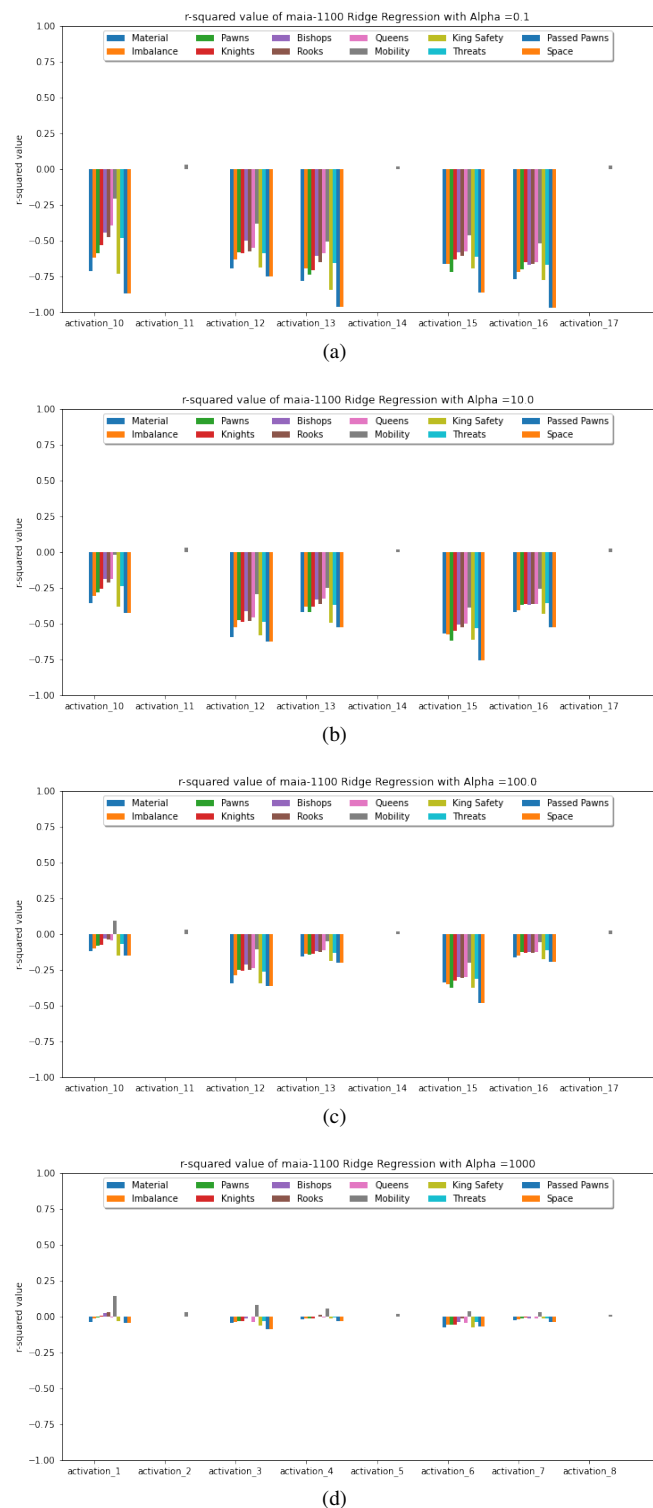 r-squared value of maia-1100 Ridge Regression with Alpha =0.1
Material Pawns Bishops Queens King Safety Passed Pawns
Imbalance Knights Rooks Mobility Threats Space
1.00
0.75
0.50
0.25
0.00
−0.25
−0.50
−0.75
−1.00
r-squared value
activation_10 activation_11 activation_12 activation_13 activation_14 activation_15 activation_16 activation_17
(a)
r-squared value of maia-1100 Ridge Regression with Alpha =10.0
Material Pawns Bishops Queens King Safety Passed Pawns
Imbalance Knights Rooks Mobility Threats Space
1.00
0.75
0.50
0.25
0.00
−0.25
−0.50
−0.75
−1.00
r-squared value
activation_10 activation_11 activation_12 activation_13 activation_14 activation_15 activation_16 activation_17
(b)
r-squared value of maia-1100 Ridge Regression with Alpha =100.0
Material Pawns Bishops Queens King Safety Passed Pawns
Imbalance Knights Rooks Mobility Threats Space
1.00
0.75
0.50
0.25
0.00
−0.25
−0.50
−0.75
−1.00
r-squared value
activation_10 activation_11 activation_12 activation_13 activation_14 activation_15 activation_16 activation_17
(c)
r-squared value of maia-1100 Ridge Regression with Alpha =1000
Material Pawns Bishops Queens King Safety Passed Pawns
Imbalance Knights Rooks Mobility Threats Space
1.00
0.75
0.50
0.25
0.00
−0.25
−0.50
−0.75
−1.00
r-squared value
activation_1 activation_2 activation_3 activation_4 activation_5 activation_6 activation_7 activation_8
(d)